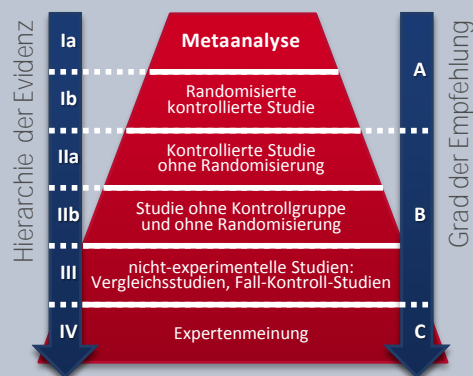 Hierarchie der Evidenz
Grad der Empfehlung
Ia
Metaanalyse
A
Ib
Randomisierte
kontrollierte Studie
IIa
Kontrollierte Studie
ohne Randomisierung
IIb
Studie ohne Kontrollgruppe
und ohne Randomisierung
B
III
nicht-experimentelle Studien:
Vergleichsstudien, Fall-Kontroll-Studien
IV
Expertenmeinung
C